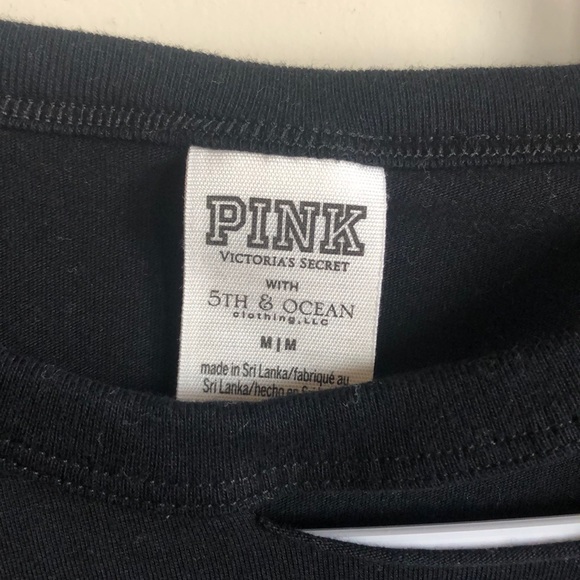 PINK
VICTORIA'S SECRET
WITH
5TH & OCEAN
clothing, LLC
M|M
made in Sri Lanka/fabriqué au
Sri Lanka/hecho en